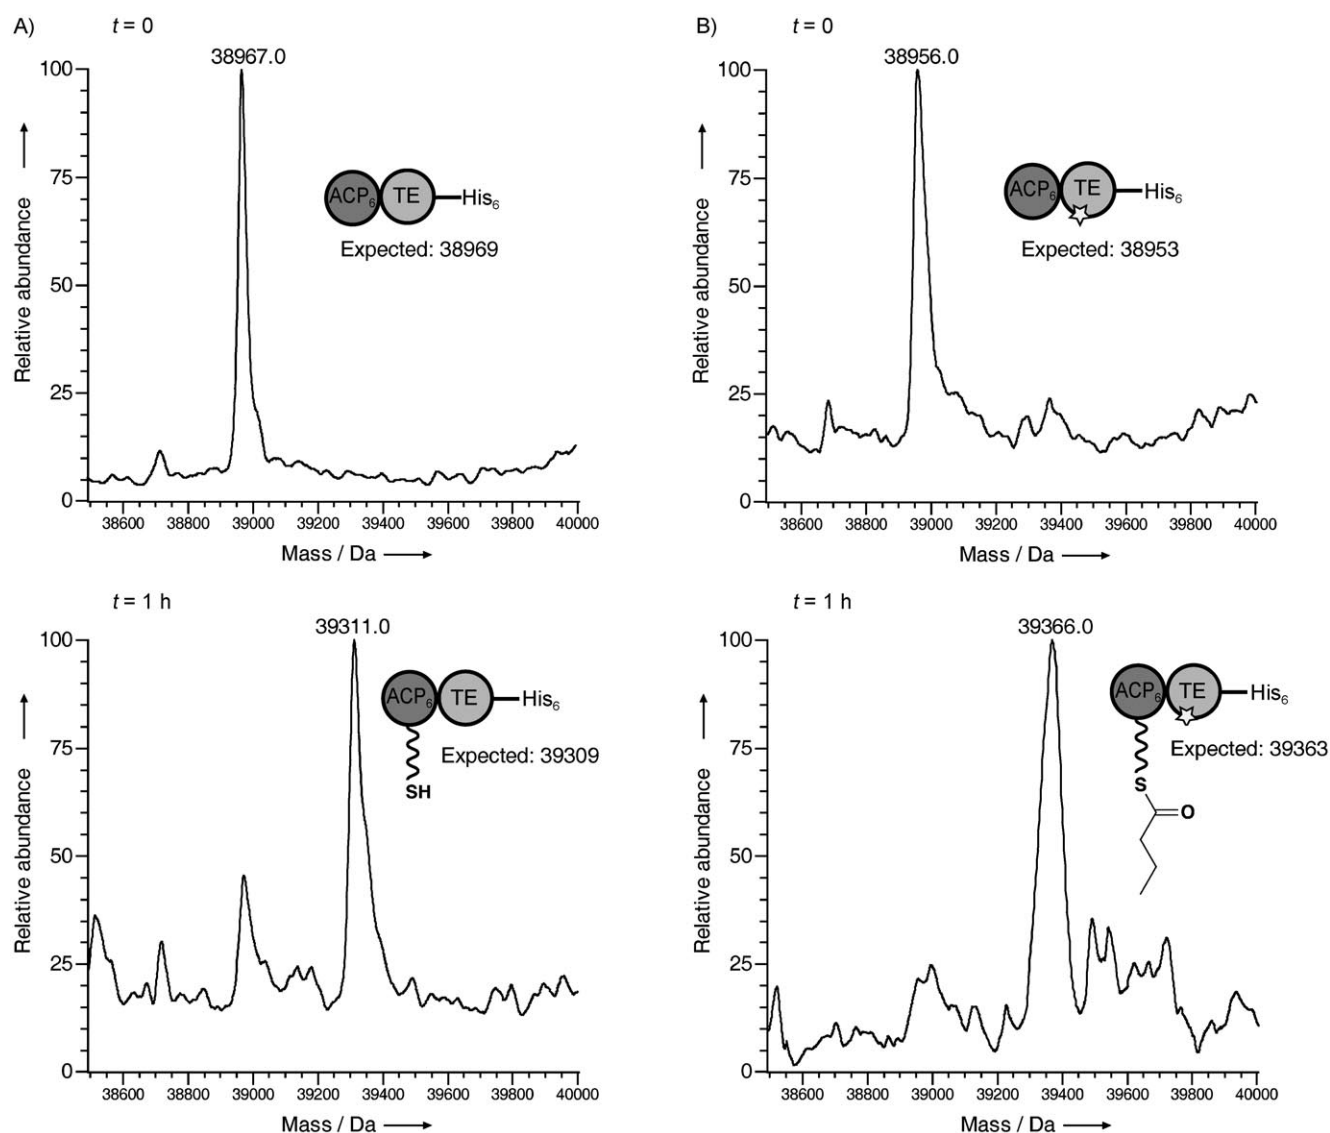 A)
t = 0
38967.0
100
75
50
25
0
Relative abundance
ACP6 TE His6
Expected: 38969
38600 38800 39000 39200 39400 39600 39800 40000
Mass / Da
B)
t = 0
38956.0
100
75
50
25
0
Relative abundance
ACP6 TE His6
Expected: 38953
38600 38800 39000 39200 39400 39600 39800 40000
Mass / Da
t = 1 h
39311.0
100
75
50
25
0
Relative abundance
ACP6 TE His6
Expected: 39309
SH
38600 38800 39000 39200 39400 39600 39800 40000
Mass / Da
t = 1 h
39366.0
100
75
50
25
0
Relative abundance
ACP6 TE His6
Expected: 39363
S
O
38600 38800 39000 39200 39400 39600 39800 40000
Mass / Da